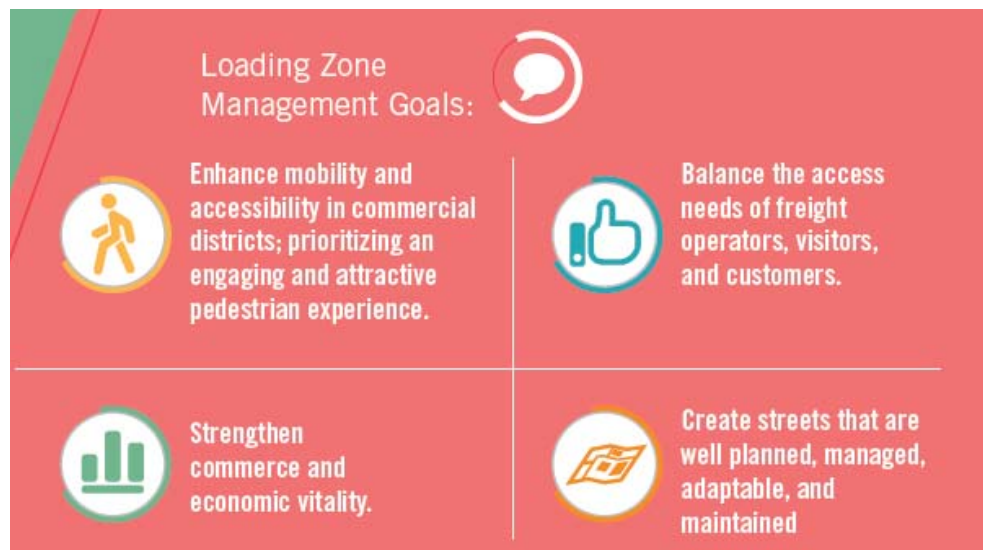 Loading Zone
Management Goals:
Enhance mobility and
accessibility in commercial
districts; prioritizing an
engaging and attractive
pedestrian experience.
Balance the access
needs of freight
operators, visitors,
and customers.
Strengthen
commerce and
economic vitality.
Create streets that are
well planned, managed,
adaptable, and
maintained